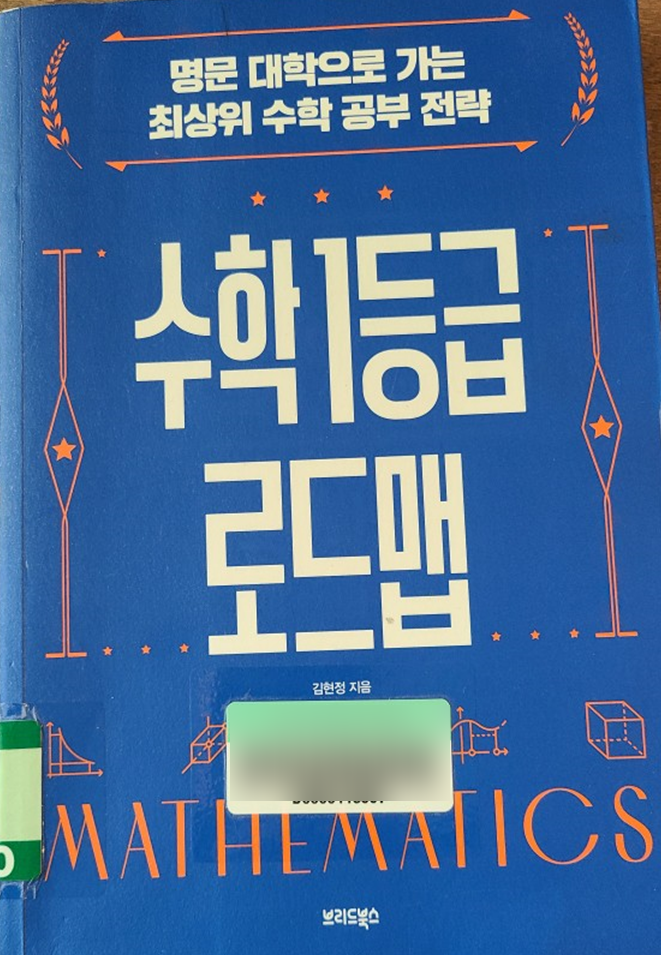 명문 대학으로 가는
최상위 수학 공부 전략
수학1등급
로드맵
김현정 지음
MATHEMATICS
브리드북스